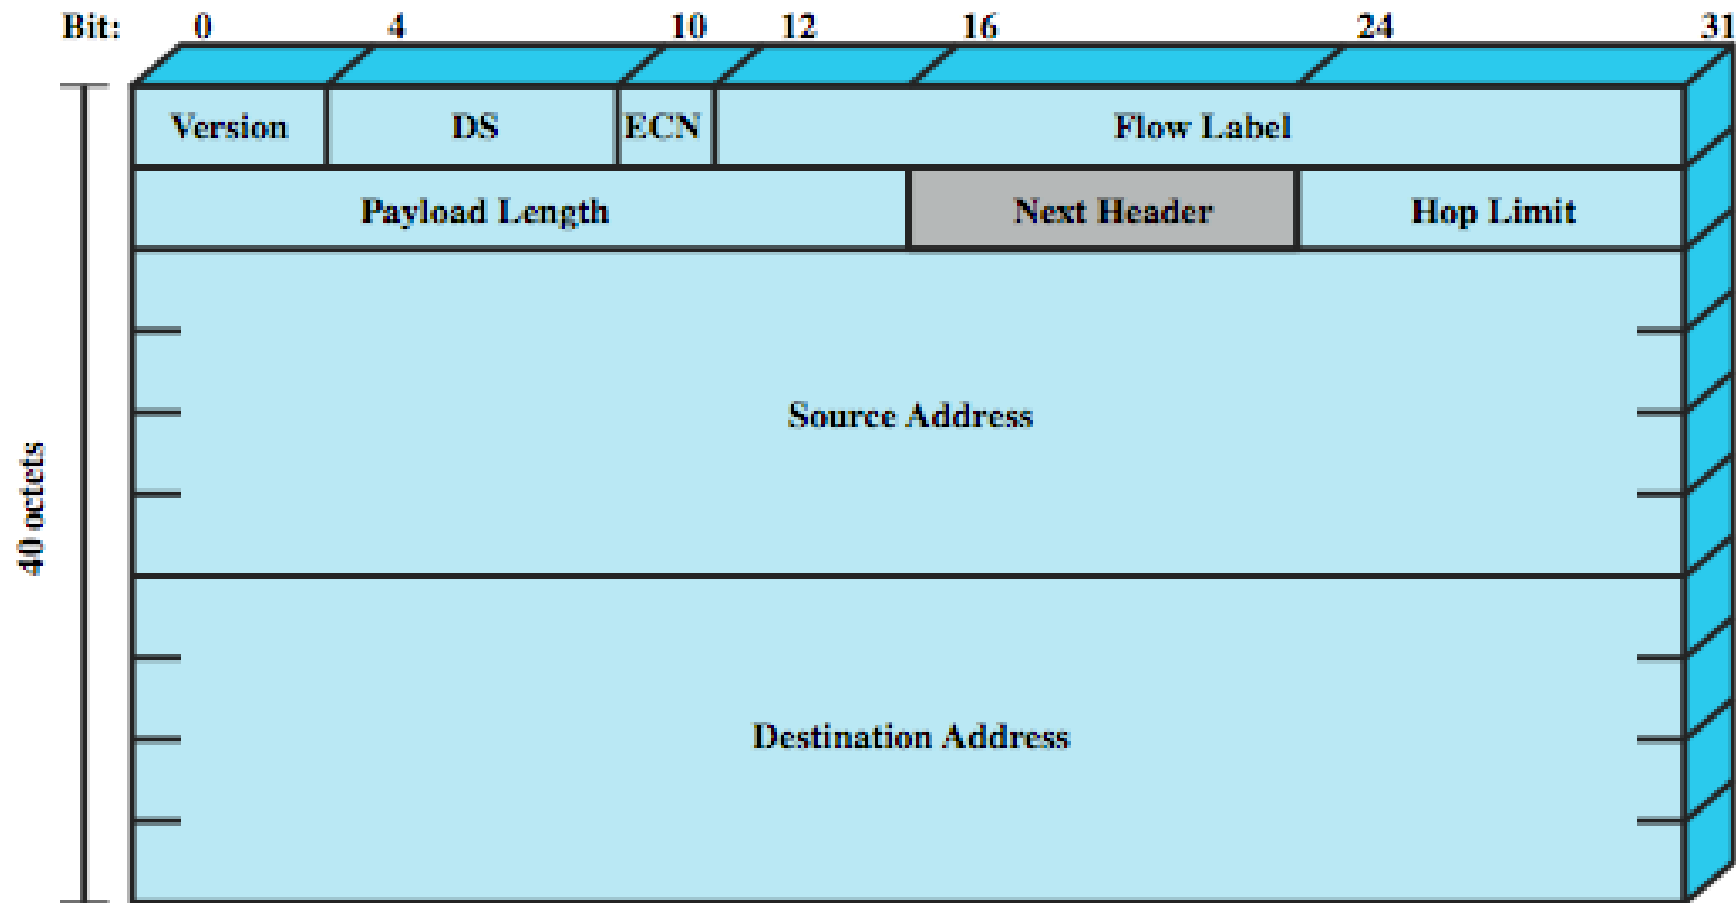 Bit: 0 4 10 12 16 24 31
Version DS ECN Flow Label
Payload Length Next Header Hop Limit
Source Address
40 octets
Destination Address